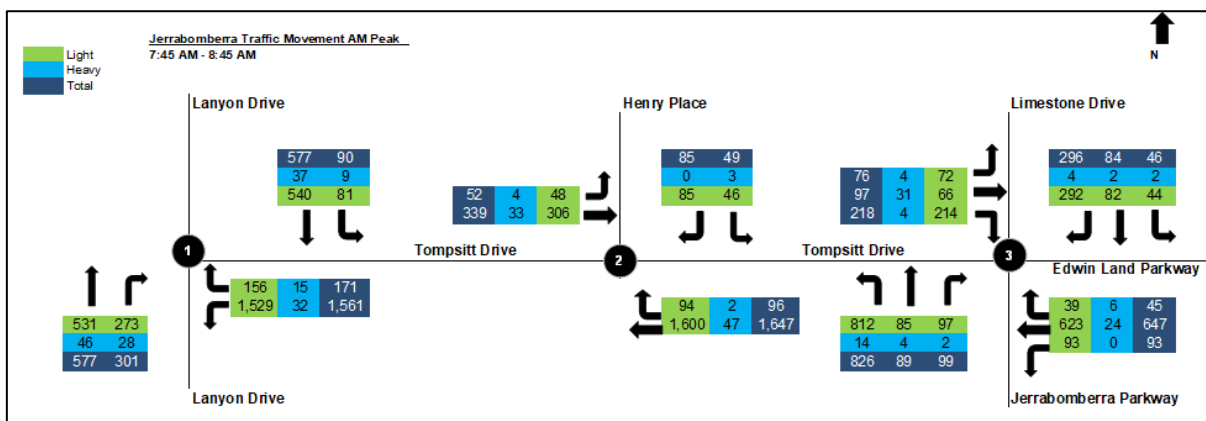 Jerrabomberra Traffic Movement AM Peak
Light
7:45 AM - 8:45 AM
Heavy
Total
N
Lanyon Drive
Henry Place
Limestone Drive
577 90
37 9
540 81
52 4 48
339 33 306
85 49
0 3
85 46
76 4 72
97 31 66
218 4 214
296 84 46
4 2 2
292 82 44
1
Tompsitt Drive
2
Tompsitt Drive
3
Edwin Land Parkway
531 273
46 28
577 301
156 15 171
1,529 32 1,561
94 2 96
1,600 47 1,647
812 85 97
14 4 2
826 89 99
39 6 45
623 24 647
93 0 93
Lanyon Drive
Jerrabomberra Parkway